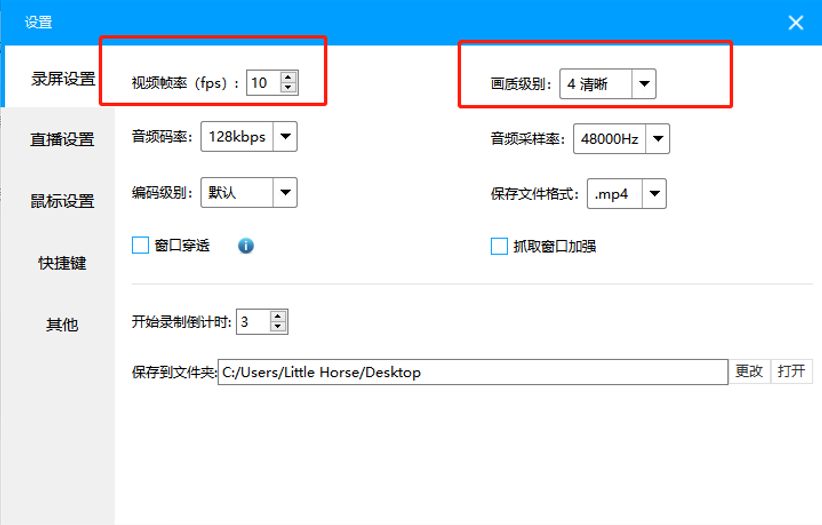 设置
录屏设置
直播设置
鼠标设置
快捷键
其他
视频帧率（fps）: 10
画质级别: 4 清晰
音频码率: 128kbps
音频采样率: 48000Hz
编码级别: 默认
保存文件格式: .mp4
窗口穿透
抓取窗口加强
开始录制倒计时: 3
保存到文件夹: C:/Users/Little Horse/Desktop 更改 打开